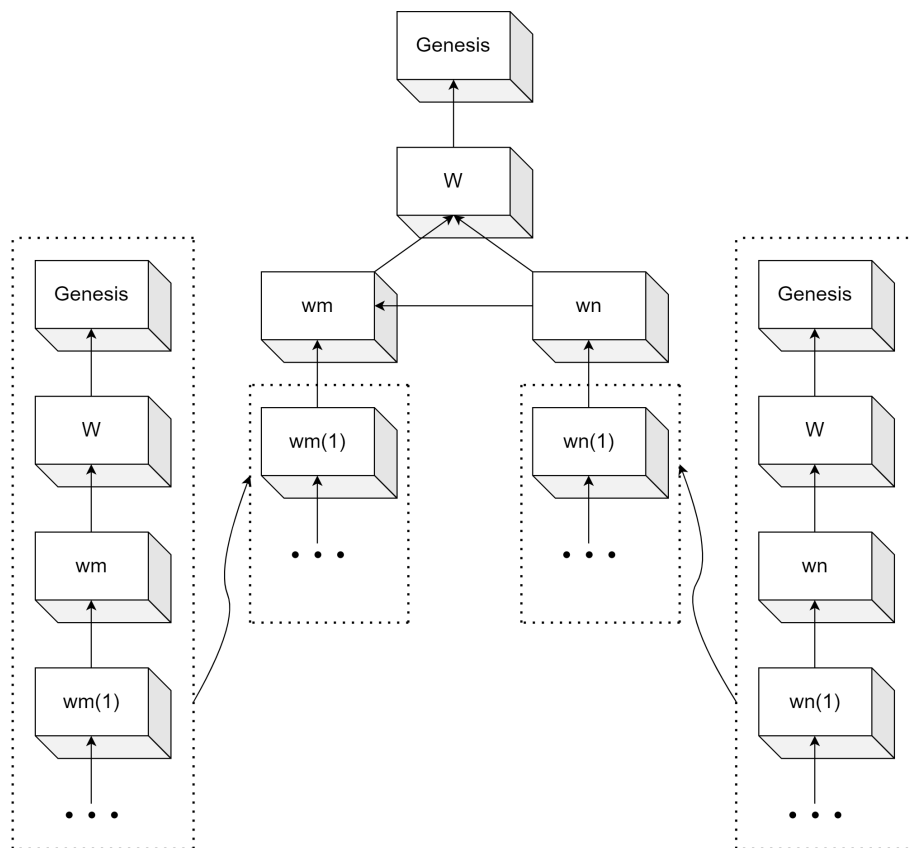 Genesis
W
Genesis
W
wm
wm(1)
• • •
wm
wn
wm(1)
wn(1)
• • •
• • •
Genesis
W
wn
wn(1)
• • •